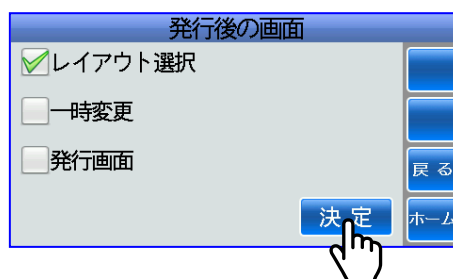 発行後の画面
レイアウト選択
一時変更
発行画面
戻る
決定
ホーム